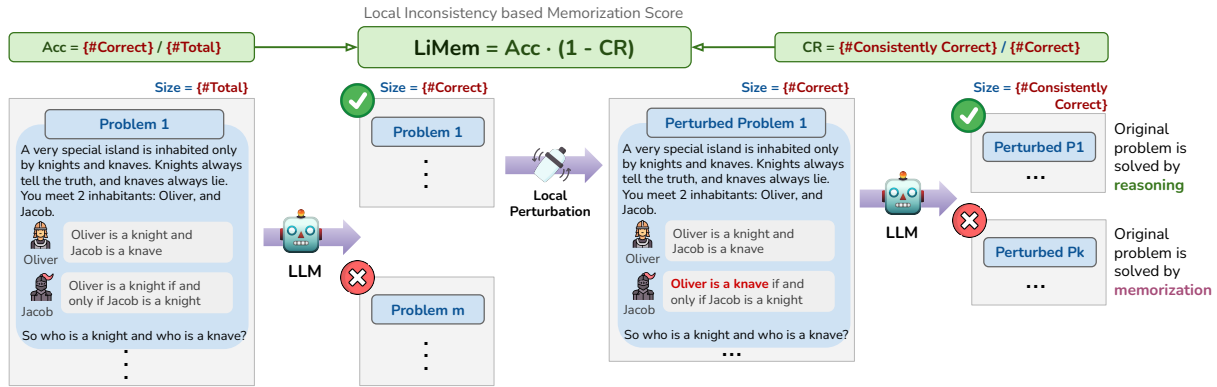 Local Inconsistency based Memorization Score
Acc = {#Correct} / {#Total}
LiMem = Acc · (1 - CR)
CR = {#Consistently Correct} / {#Correct}
Size = {#Total}
Problem 1
A very special island is inhabited only
by knights and knaves. Knights always
tell the truth, and knaves always lie.
You meet 2 inhabitants: Oliver, and
Jacob.
Oliver
Oliver is a knight and
Jacob is a knave
Jacob
Oliver is a knight if and
only if Jacob is a knight
So who is a knight and who is a knave?
LLM
Size = {#Correct}
Problem 1
Problem m
Local
Perturbation
Size = {#Correct}
Perturbed Problem 1
A very special island is inhabited only
by knights and knaves. Knights always
tell the truth, and knaves always lie.
You meet 2 inhabitants: Oliver, and
Jacob.
Oliver
Oliver is a knight and
Jacob is a knave
Jacob
Oliver is a knave if and
only if Jacob is a knight
So who is a knight and who is a knave?
...
LLM
Size = {#Consistently
Correct}
Perturbed P1
...
Original
problem is
solved by
reasoning
Perturbed Pk
...
Original
problem is
solved by
memorization